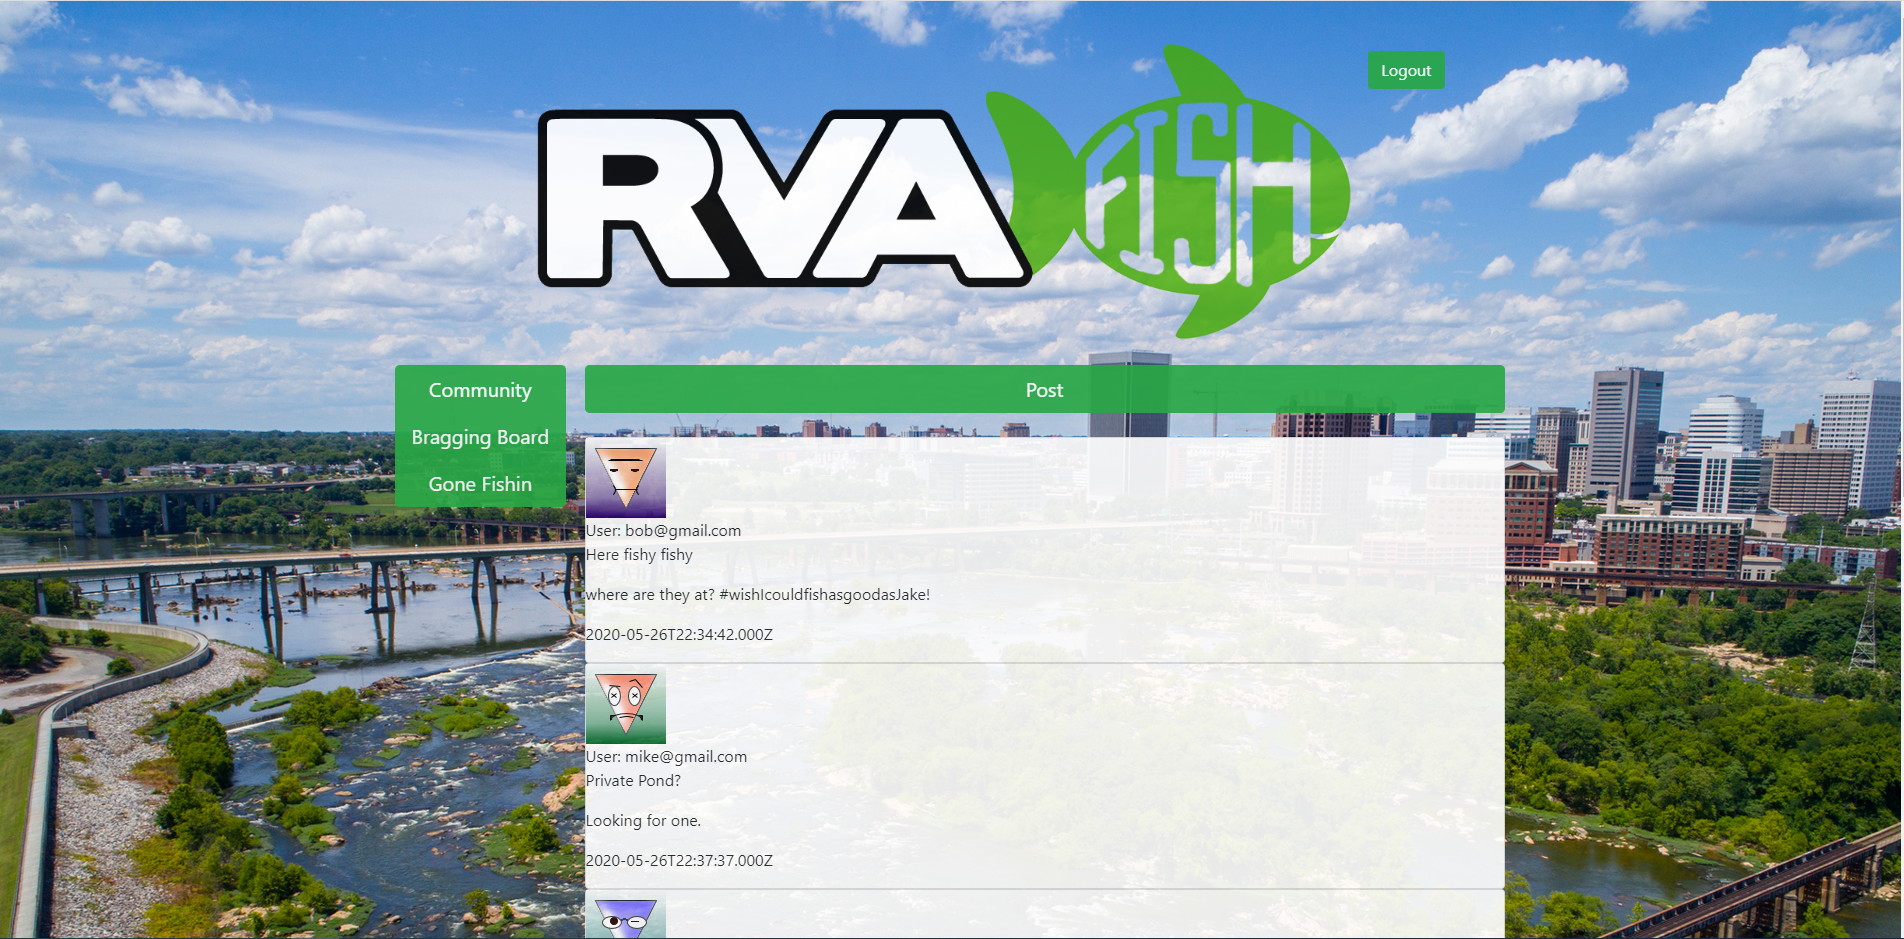 Logout
RVA FISH
Community
Bragging Board
Gone Fishin
Post
User: bob@gmail.com
Here fishy fishy
where are they at? #wishIcouldfishasgoodasJake!
2020-05-26T22:34:42.000Z
User: mike@gmail.com
Private Pond?
Looking for one.
2020-05-26T22:37:37.000Z